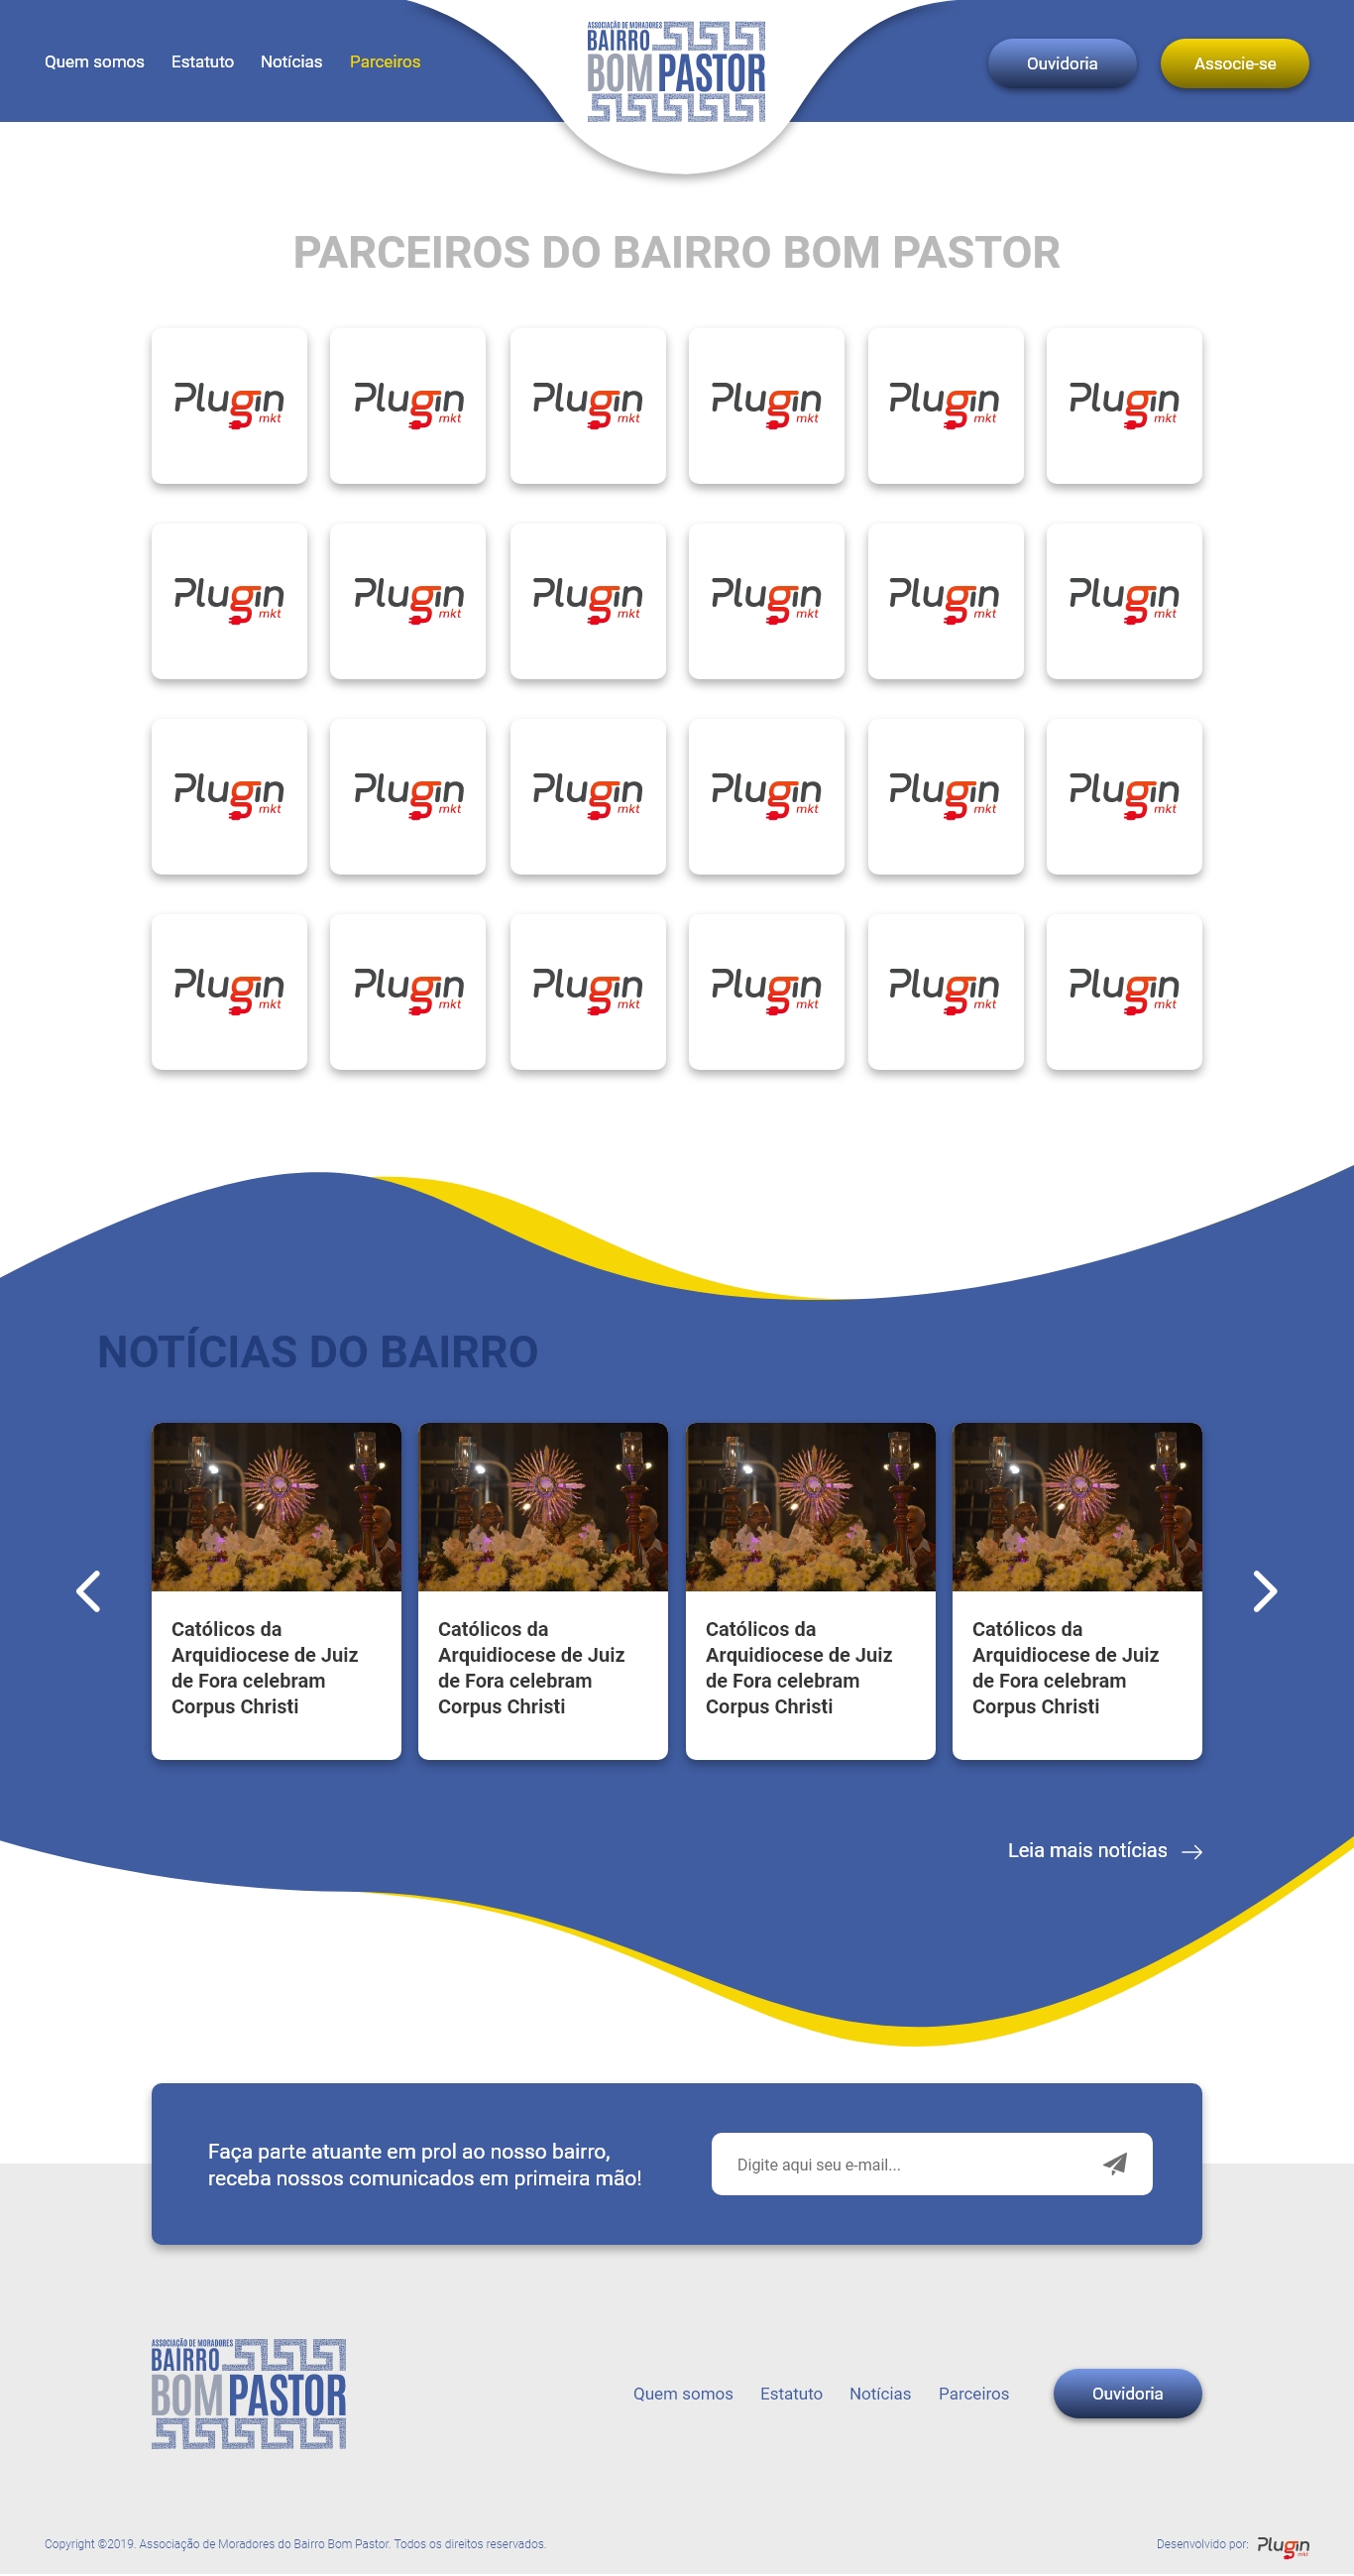 Quem somos Estatuto Notícias Parceiros
ASSOCIAÇÃO DE MORADORES
BAIRRO
BOM PASTOR
Ouvidoria Associe-se
PARCEIROS DO BAIRRO BOM PASTOR
Plugin mkt Plugin mkt Plugin mkt Plugin mkt Plugin mkt Plugin mkt
Plugin mkt Plugin mkt Plugin mkt Plugin mkt Plugin mkt Plugin mkt
Plugin mkt Plugin mkt Plugin mkt Plugin mkt Plugin mkt Plugin mkt
Plugin mkt Plugin mkt Plugin mkt Plugin mkt Plugin mkt Plugin mkt
NOTÍCIAS DO BAIRRO
Católicos da
Arquidiocese de Juiz
de Fora celebram
Corpus Christi
Católicos da
Arquidiocese de Juiz
de Fora celebram
Corpus Christi
Católicos da
Arquidiocese de Juiz
de Fora celebram
Corpus Christi
Católicos da
Arquidiocese de Juiz
de Fora celebram
Corpus Christi
Leia mais notícias
Faça parte atuante em prol ao nosso bairro,
receba nossos comunicados em primeira mão!
Digite aqui seu e-mail...
ASSOCIAÇÃO DE MORADORES
BAIRRO
BOM PASTOR
Quem somos Estatuto Notícias Parceiros
Ouvidoria
Copyright ©2019. Associação de Moradores do Bairro Bom Pastor. Todos os direitos reservados.
Desenvolvido por: Plugin mkt